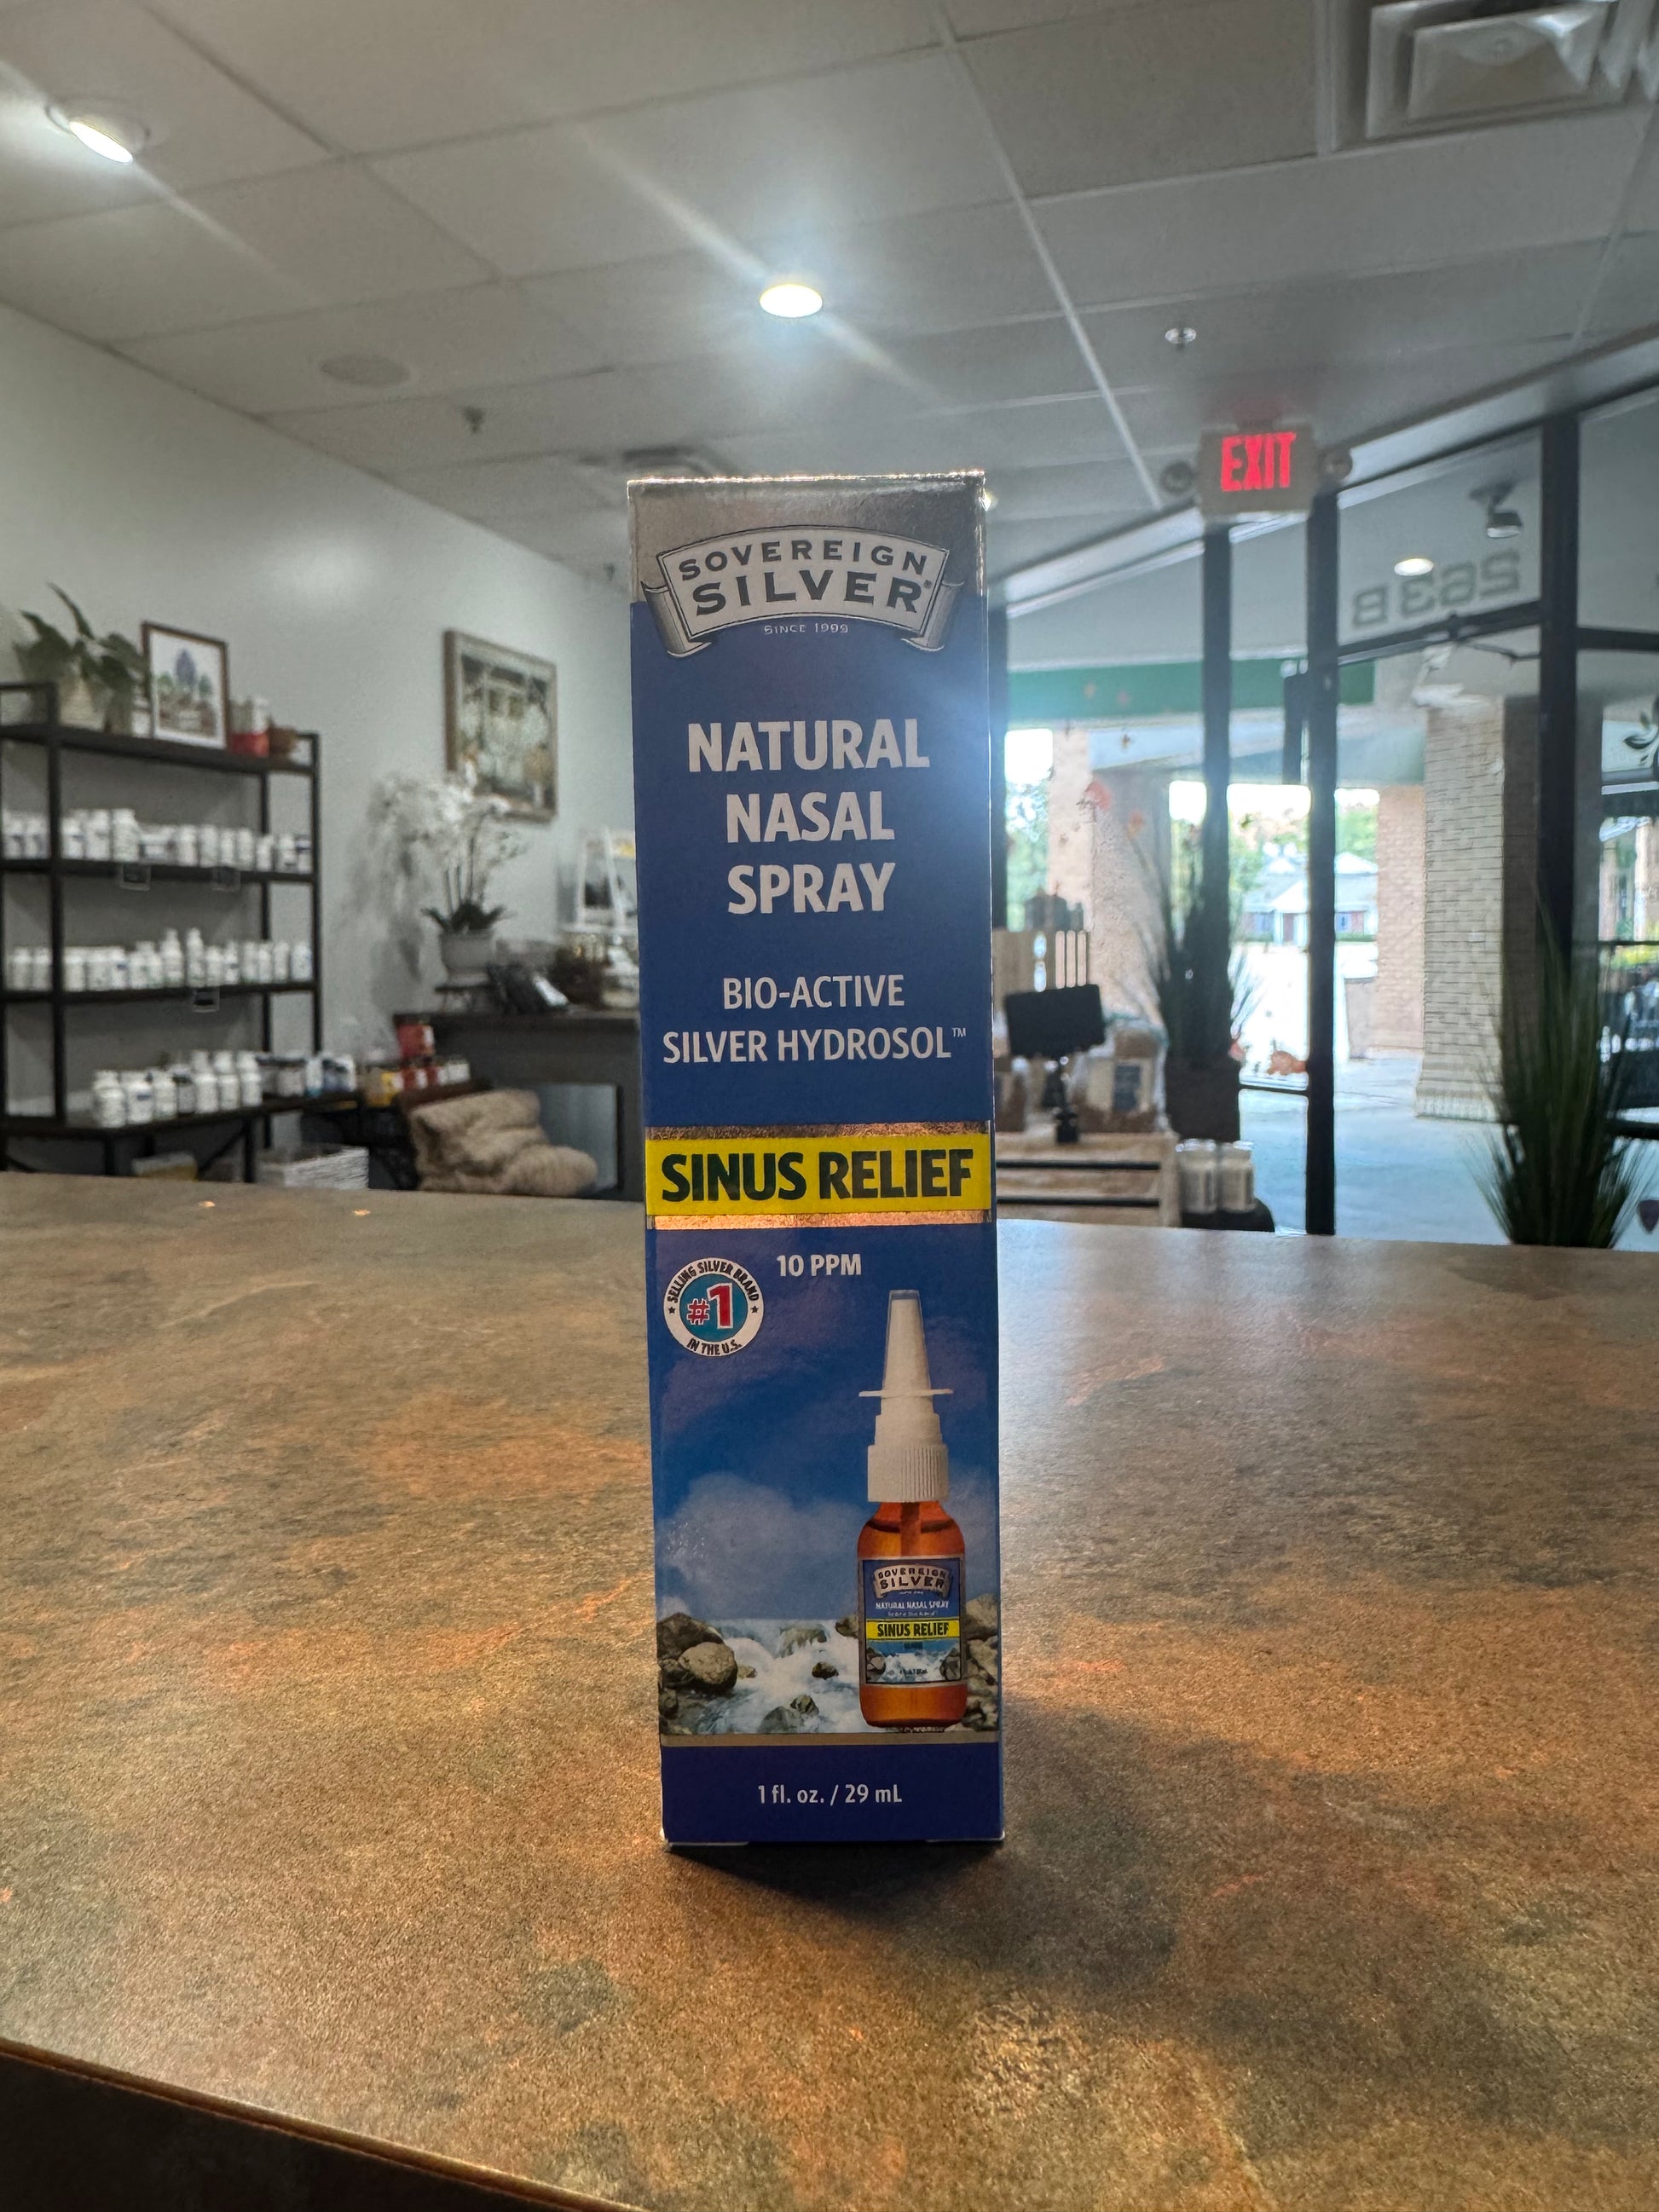 EXIT
263 B
SOVEREIGN
SILVER®
SINCE 1999
NATURAL
NASAL
SPRAY
BIO-ACTIVE
SILVER HYDROSOL™
SINUS RELIEF
10 PPM
SELLING SILVER BRAND
#1
IN THE U.S.
SOVEREIGN
SILVER
NATURAL NASAL SPRAY
SINUS RELIEF
1 fl. oz. / 29 mL